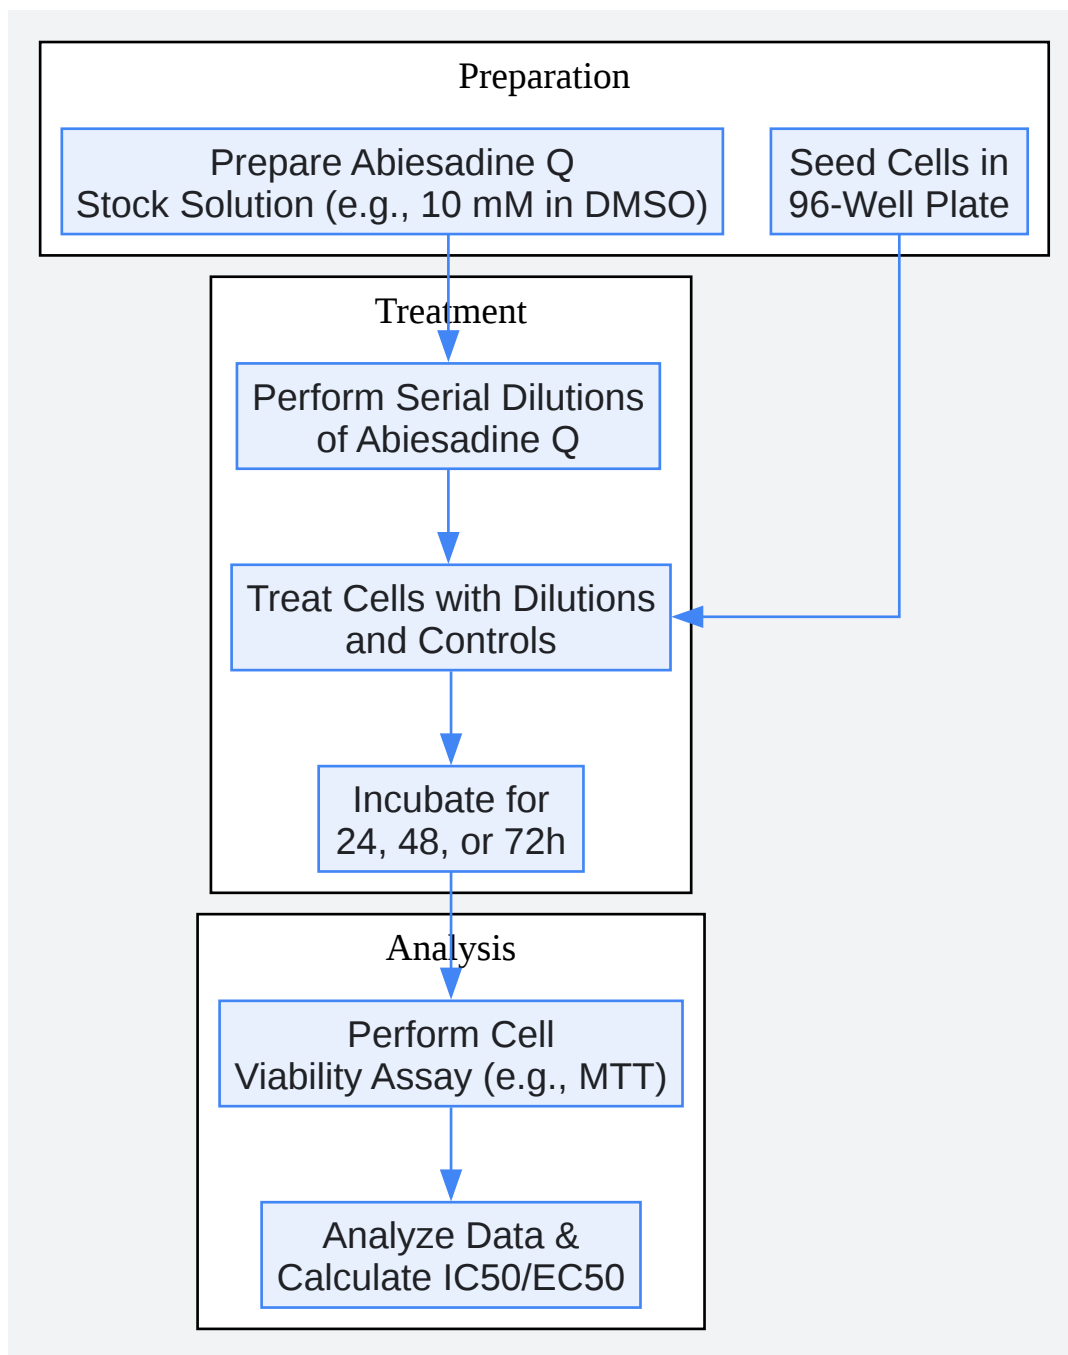 Preparation
Prepare Abiesadine Q
Stock Solution (e.g., 10 mM in DMSO)
Seed Cells in
96-Well Plate
Treatment
Perform Serial Dilutions
of Abiesadine Q
Treat Cells with Dilutions
and Controls
Incubate for
24, 48, or 72h
Analysis
Perform Cell
Viability Assay (e.g., MTT)
Analyze Data &
Calculate IC50/EC50